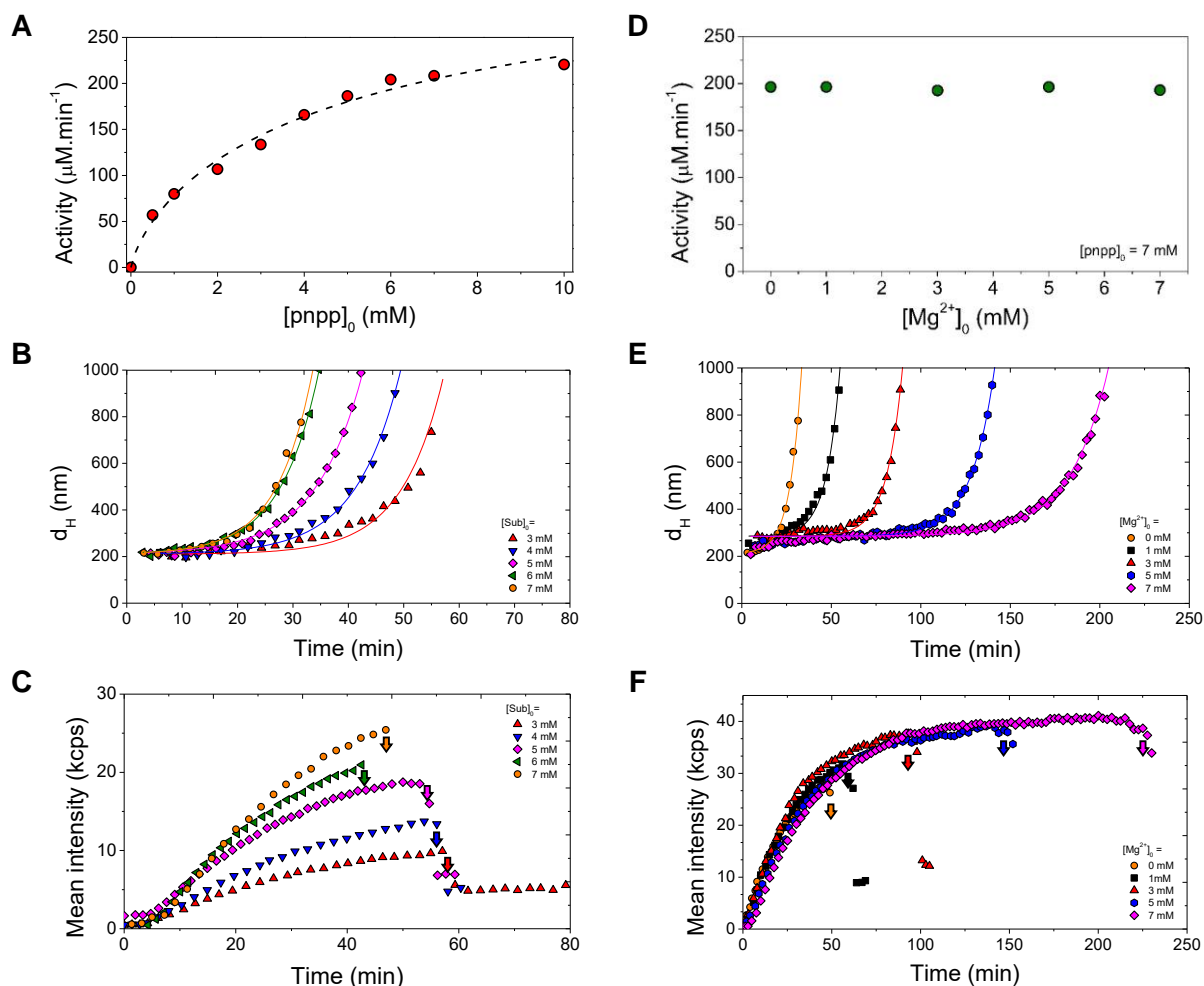 A
Activity (μM.min⁻¹)
250
200
150
100
50
0
0 2 4 6 8 10
[pnpp]₀ (mM)
D
Activity (μM.min⁻¹)
250
200
150
100
50
0
[pnpp]₀ = 7 mM
0 1 2 3 4 5 6 7
[Mg²⁺]₀ (mM)
B
d_H (nm)
1000
800
600
400
200
0
[Sub]₀=
3 mM
4 mM
5 mM
6 mM
7 mM
0 10 20 30 40 50 60 70 80
Time (min)
E
d_H (nm)
1000
800
600
400
200
0
[Mg²⁺]₀ =
0 mM
1 mM
3 mM
5 mM
7 mM
0 50 100 150 200 250
Time (min)
C
Mean intensity (kcps)
30
20
10
0
[Sub]₀=
3 mM
4 mM
5 mM
6 mM
7 mM
0 20 40 60 80
Time (min)
F
Mean intensity (kcps)
40
30
20
10
0
[Mg²⁺]₀ =
0 mM
1mM
3 mM
5 mM
7 mM
0 25 50 75 100 125 150 175 200 225 250
Time (min)